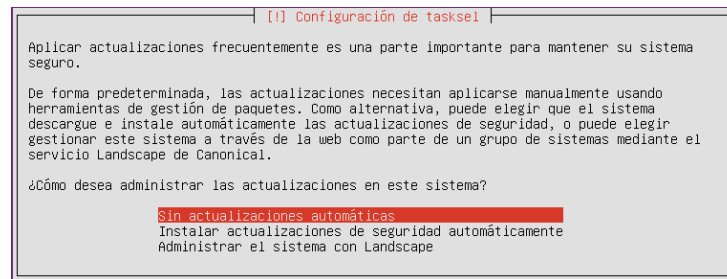 [!] Configuración de tasksel
Aplicar actualizaciones frecuentemente es una parte importante para mantener su sistema
seguro.
De forma predeterminada, las actualizaciones necesitan aplicarse manualmente usando
herramientas de gestión de paquetes. Como alternativa, puede elegir que el sistema
descargue e instale automáticamente las actualizaciones de seguridad, o puede elegir
gestionar este sistema a través de la web como parte de un grupo de sistemas mediante el
servicio Landscape de Canonical.
¿Cómo desea administrar las actualizaciones en este sistema?
Sin actualizaciones automáticas
Instalar actualizaciones de seguridad automáticamente
Administrar el sistema con Landscape